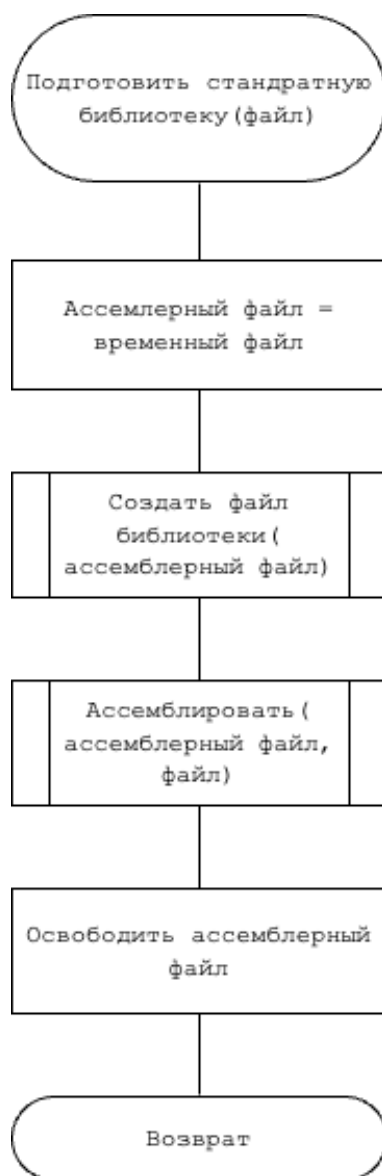 Подготовить стандратную
библиотеку(файл)
Ассемлерный файл =
временный файл
Создать файл
библиотеки(
ассемблерный файл)
Ассемблировать(
ассемблерный файл,
файл)
Освободить ассемблерный
файл
Возврат